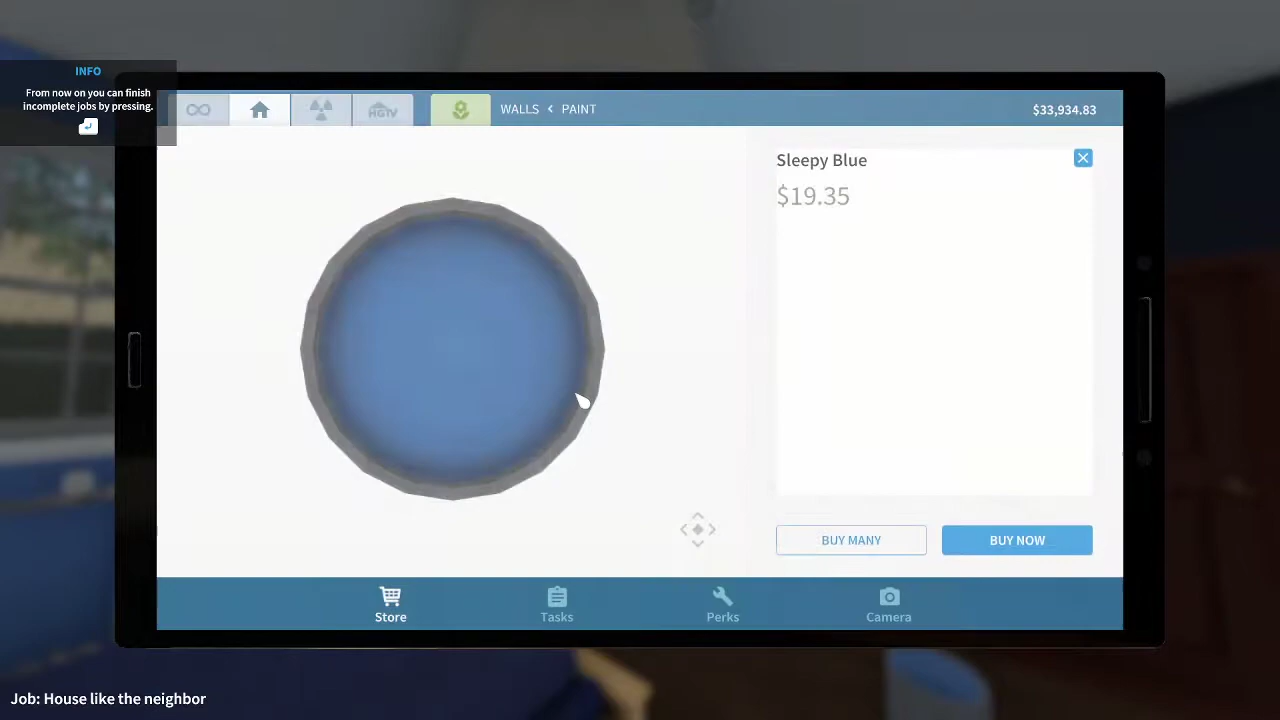 INFO
From now on you can finish
incomplete jobs by pressing.
HGTV
WALLS < PAINT
$33,934.83
Sleepy Blue
$19.35
BUY MANY
BUY NOW
Store
Tasks
Perks
Camera
Job: House like the neighbor